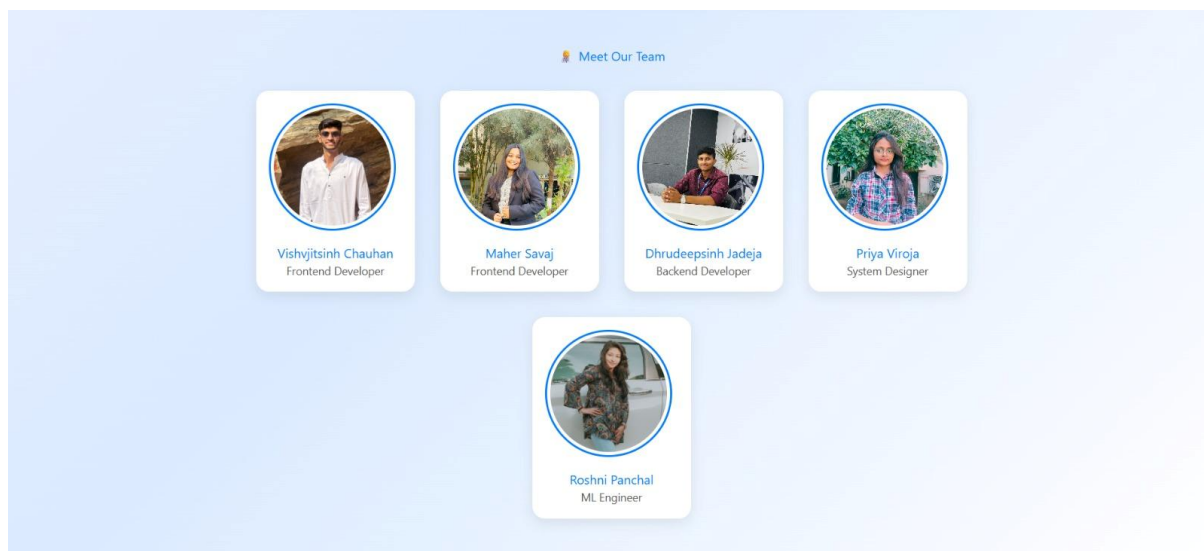 Meet Our Team
Vishvjitsinh Chauhan
Frontend Developer
Maher Savaj
Frontend Developer
Dhrudeepsinh Jadeja
Backend Developer
Priya Viroja
System Designer
Roshni Panchal
ML Engineer